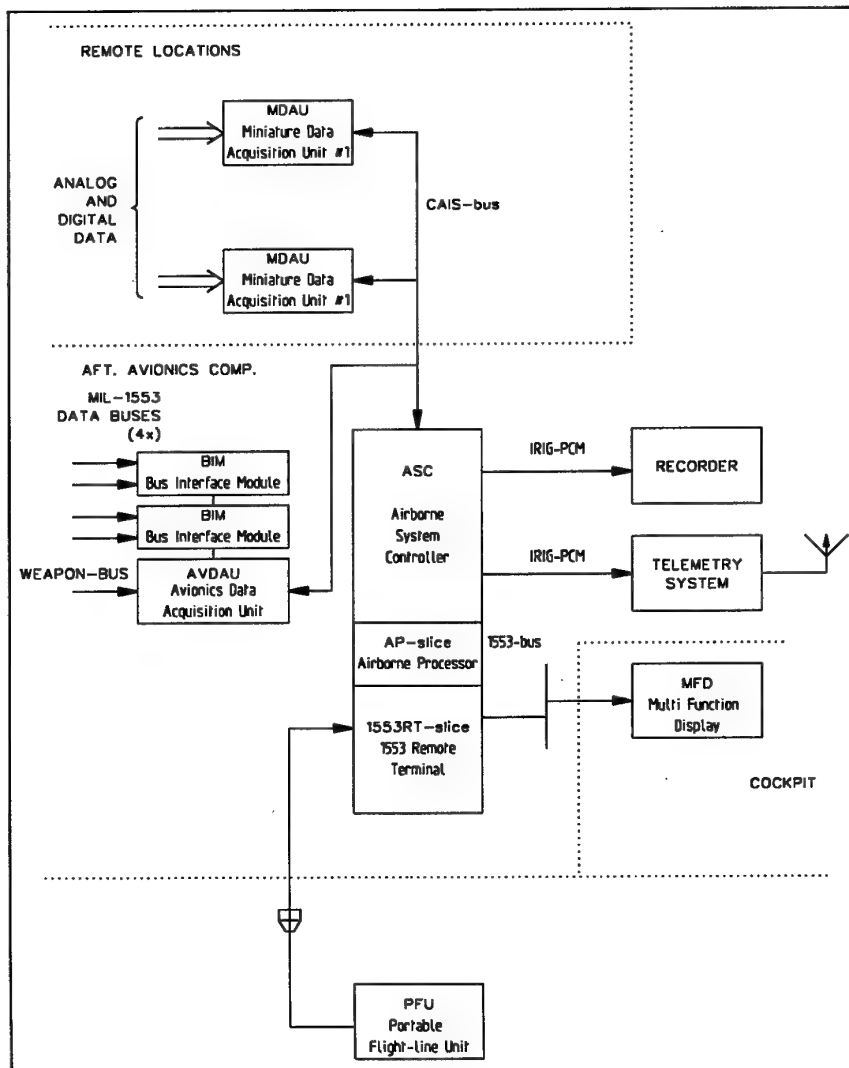 REMOTE LOCATIONS
MDAU
Miniature Data
Acquisition Unit #1
ANALOG
AND
DIGITAL
DATA
CAIS-bus
MDAU
Miniature Data
Acquisition Unit #1
AFT. AVIONICS COMP.
MIL-1553
DATA BUSES
(4x)
BIM
Bus Interface Module
BIM
Bus Interface Module
WEAPON-BUS
AVDAU
Avionics Data
Acquisition Unit
ASC
Airborne
System
Controller
IRIG-PCM
RECORDER
IRIG-PCM
TELEMETRY
SYSTEM
AP-slice
Airborne Processor
1553-bus
1553RT-slice
1553 Remote
Terminal
MFD
Multi Function
Display
COCKPIT
PFU
Portable
Flight-line Unit